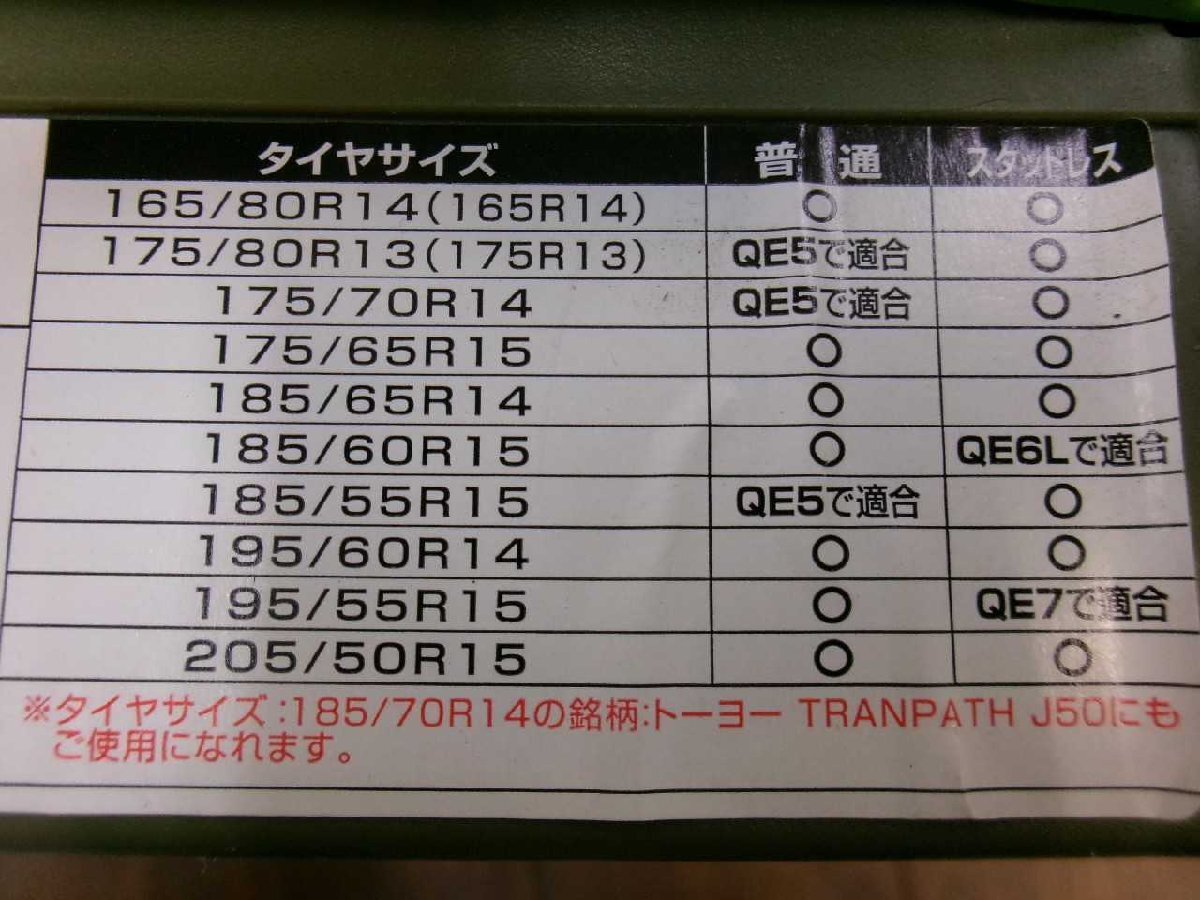 タイヤサイズ 普通 スタットレス
165/80R14(165R14) ○ ○
175/80R13(175R13) QE5で適合 ○
175/70R14 QE5で適合 ○
175/65R15 ○ ○
185/65R14 ○ ○
185/60R15 ○ QE6Lで適合
185/55R15 QE5で適合 ○
195/60R14 ○ ○
195/55R15 ○ QE7で適合
205/50R15 ○ ○
※タイヤサイズ:185/70R14の銘柄:トーヨー TRANPATH J50にも
ご使用になれます。